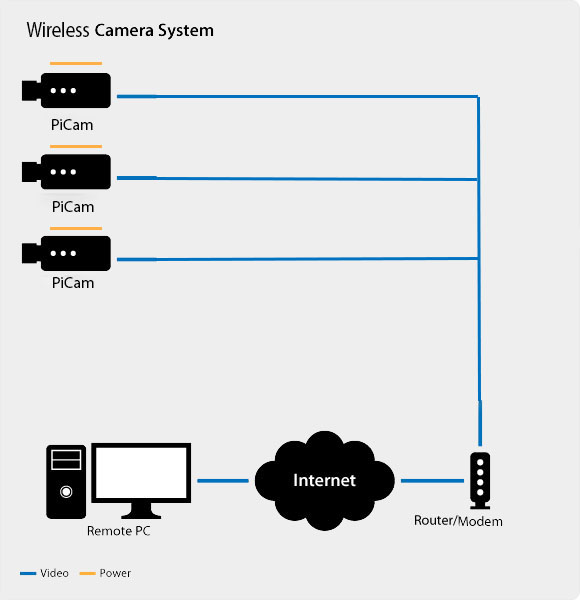 Wireless Camera System
PiCam
PiCam
PiCam
Internet
Remote PC
Router/Modem
Video Power